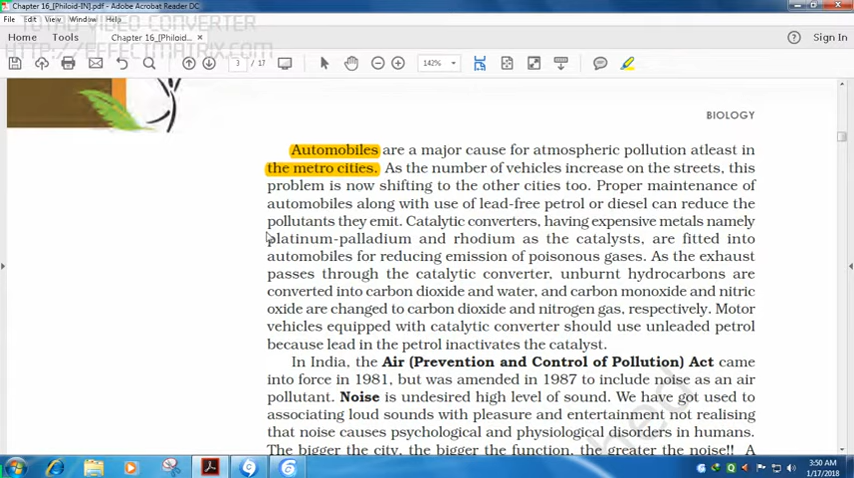 Chapter 16_[Philoid-IN].pdf - Adobe Acrobat Reader DC
File Edit View Window Help
TOTAL VIDEO CONVERTER
HTTP://EFFECTMATRIX.COM
Home Tools Chapter 16_[Philoid... × Sign In
3 / 17 142%
BIOLOGY
Automobiles are a major cause for atmospheric pollution atleast in
the metro cities. As the number of vehicles increase on the streets, this
problem is now shifting to the other cities too. Proper maintenance of
automobiles along with use of lead-free petrol or diesel can reduce the
pollutants they emit. Catalytic converters, having expensive metals namely
platinum-palladium and rhodium as the catalysts, are fitted into
automobiles for reducing emission of poisonous gases. As the exhaust
passes through the catalytic converter, unburnt hydrocarbons are
converted into carbon dioxide and water, and carbon monoxide and nitric
oxide are changed to carbon dioxide and nitrogen gas, respectively. Motor
vehicles equipped with catalytic converter should use unleaded petrol
because lead in the petrol inactivates the catalyst.
In India, the Air (Prevention and Control of Pollution) Act came
into force in 1981, but was amended in 1987 to include noise as an air
pollutant. Noise is undesired high level of sound. We have got used to
associating loud sounds with pleasure and entertainment not realising
that noise causes psychological and physiological disorders in humans.
The bigger the city, the bigger the function, the greater the noise!! A
3:50 AM
1/17/2018